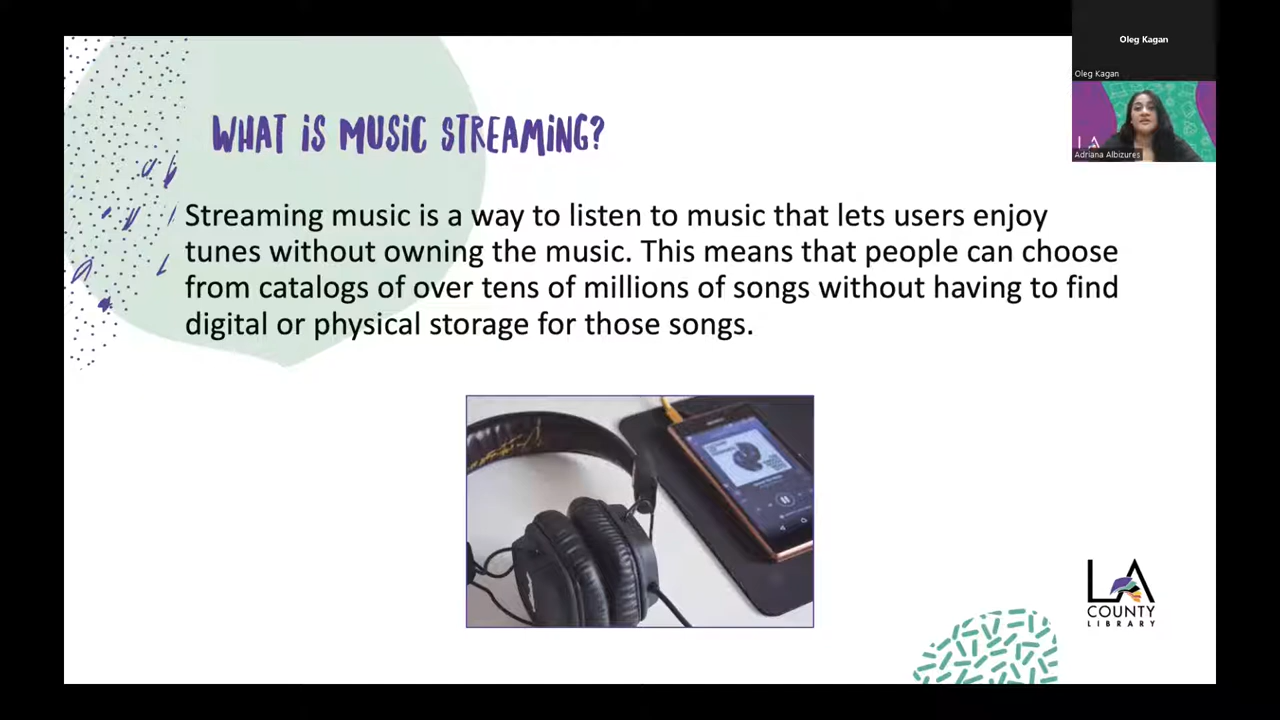 Oleg Kagan
Oleg Kagan
WHAT IS MUSIC STREAMING?
LA
Adriana Albizures
Streaming music is a way to listen to music that lets users enjoy
tunes without owning the music. This means that people can choose
from catalogs of over tens of millions of songs without having to find
digital or physical storage for those songs.
LA
COUNTY
LIBRARY